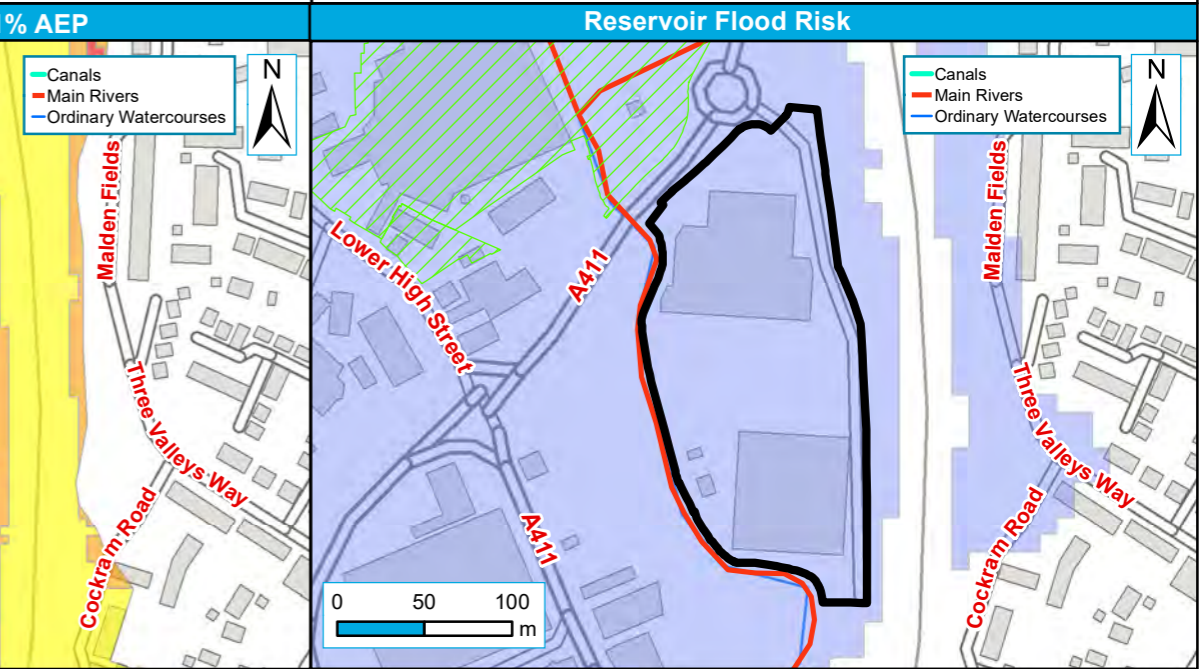 1% AEP
Canals
Main Rivers
Ordinary Watercourses
N
Malden Fields
Three Valleys Way
Cockram Road
Reservoir Flood Risk
Lower High Street
A411
A411
0 50 100
m
Canals
Main Rivers
Ordinary Watercourses
N
Malden Fields
Three Valleys Way
Cockram Road